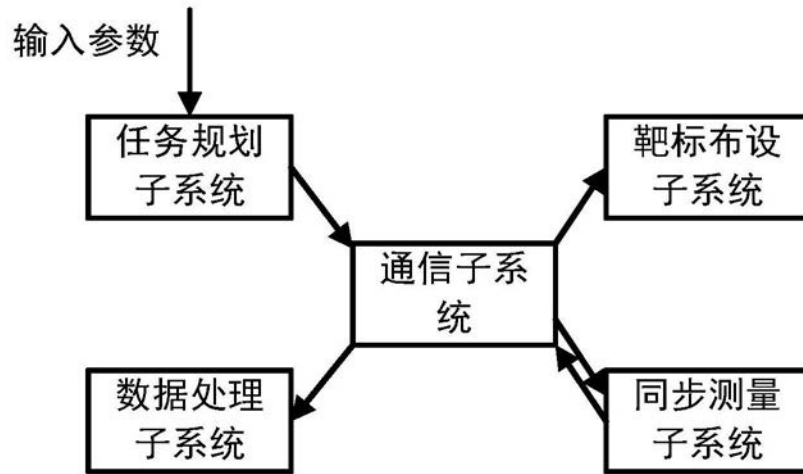 输入参数
任务规划
子系统
靶标布设
子系统
通信子系
统
数据处理
子系统
同步测量
子系统